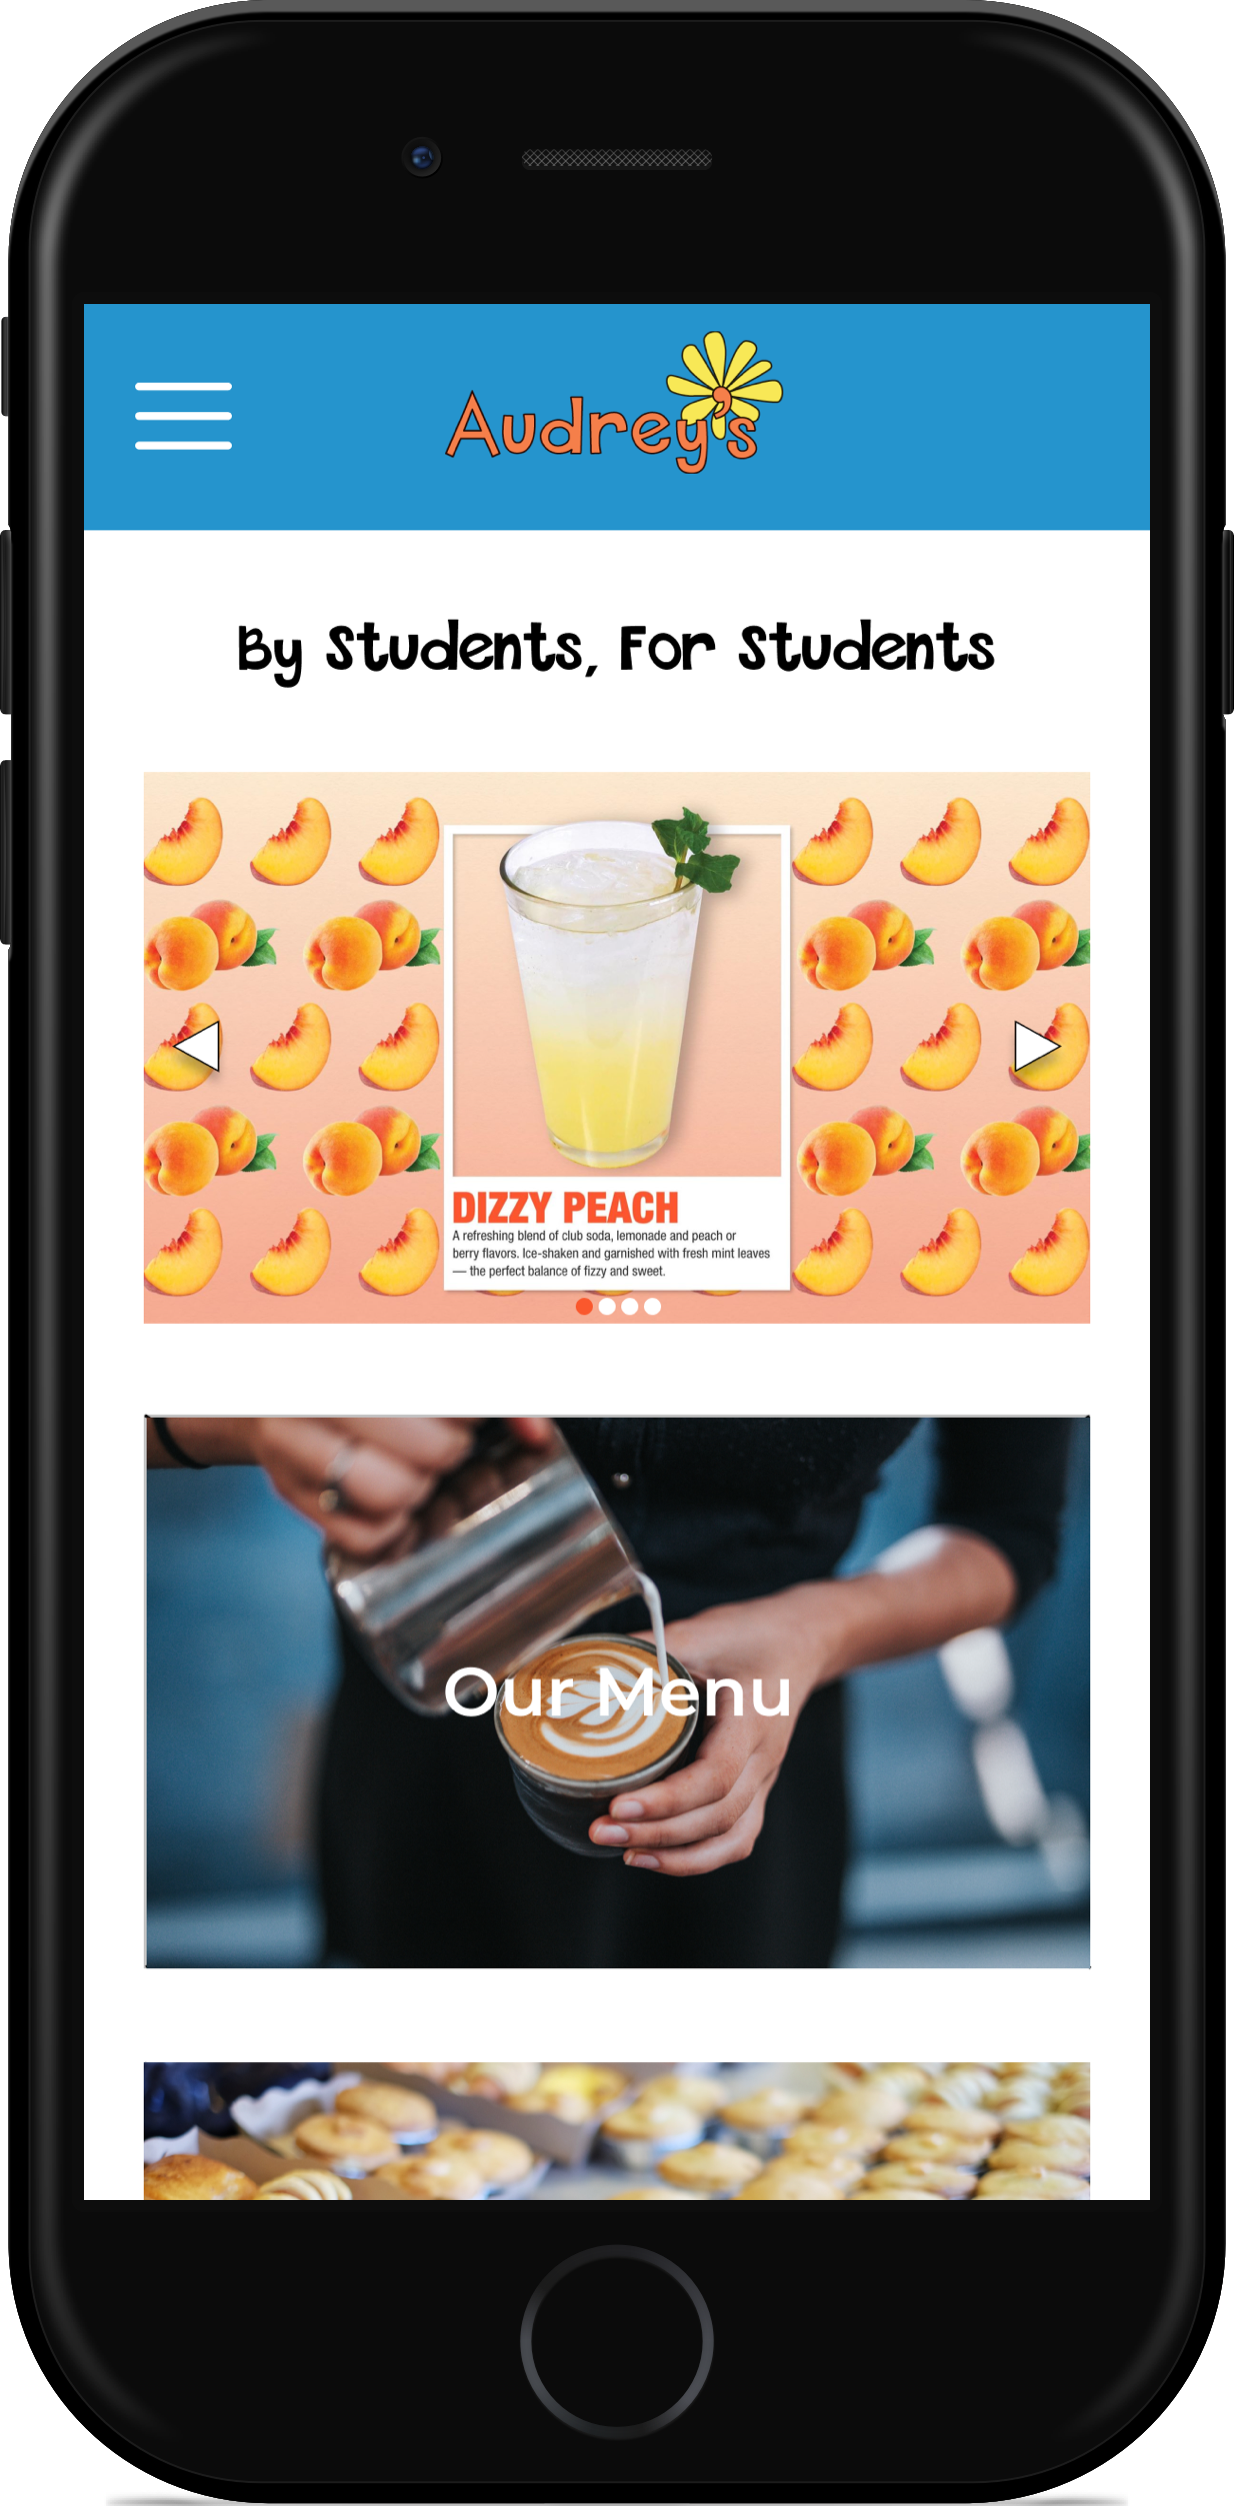 Audrey's
By Students, For Students
DIZZY PEACH
A refreshing blend of club soda, lemonade and peach or
berry flavors. Ice-shaken and garnished with fresh mint leaves
— the perfect balance of fizzy and sweet.
Our Menu